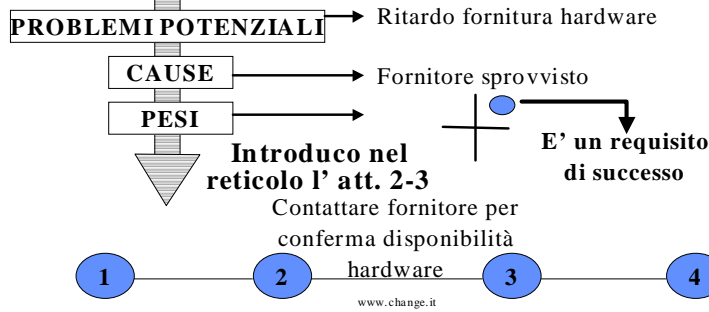 PROBLEMI POTENZIALI
Ritardo fornitura hardware
CAUSE
Fornitore sprovvisto
PESI
E' un requisito
di successo
Introduco nel
reticolo l' att. 2-3
Contattare fornitore per
conferma disponibilità
hardware
1 2 3 4
www.change.it